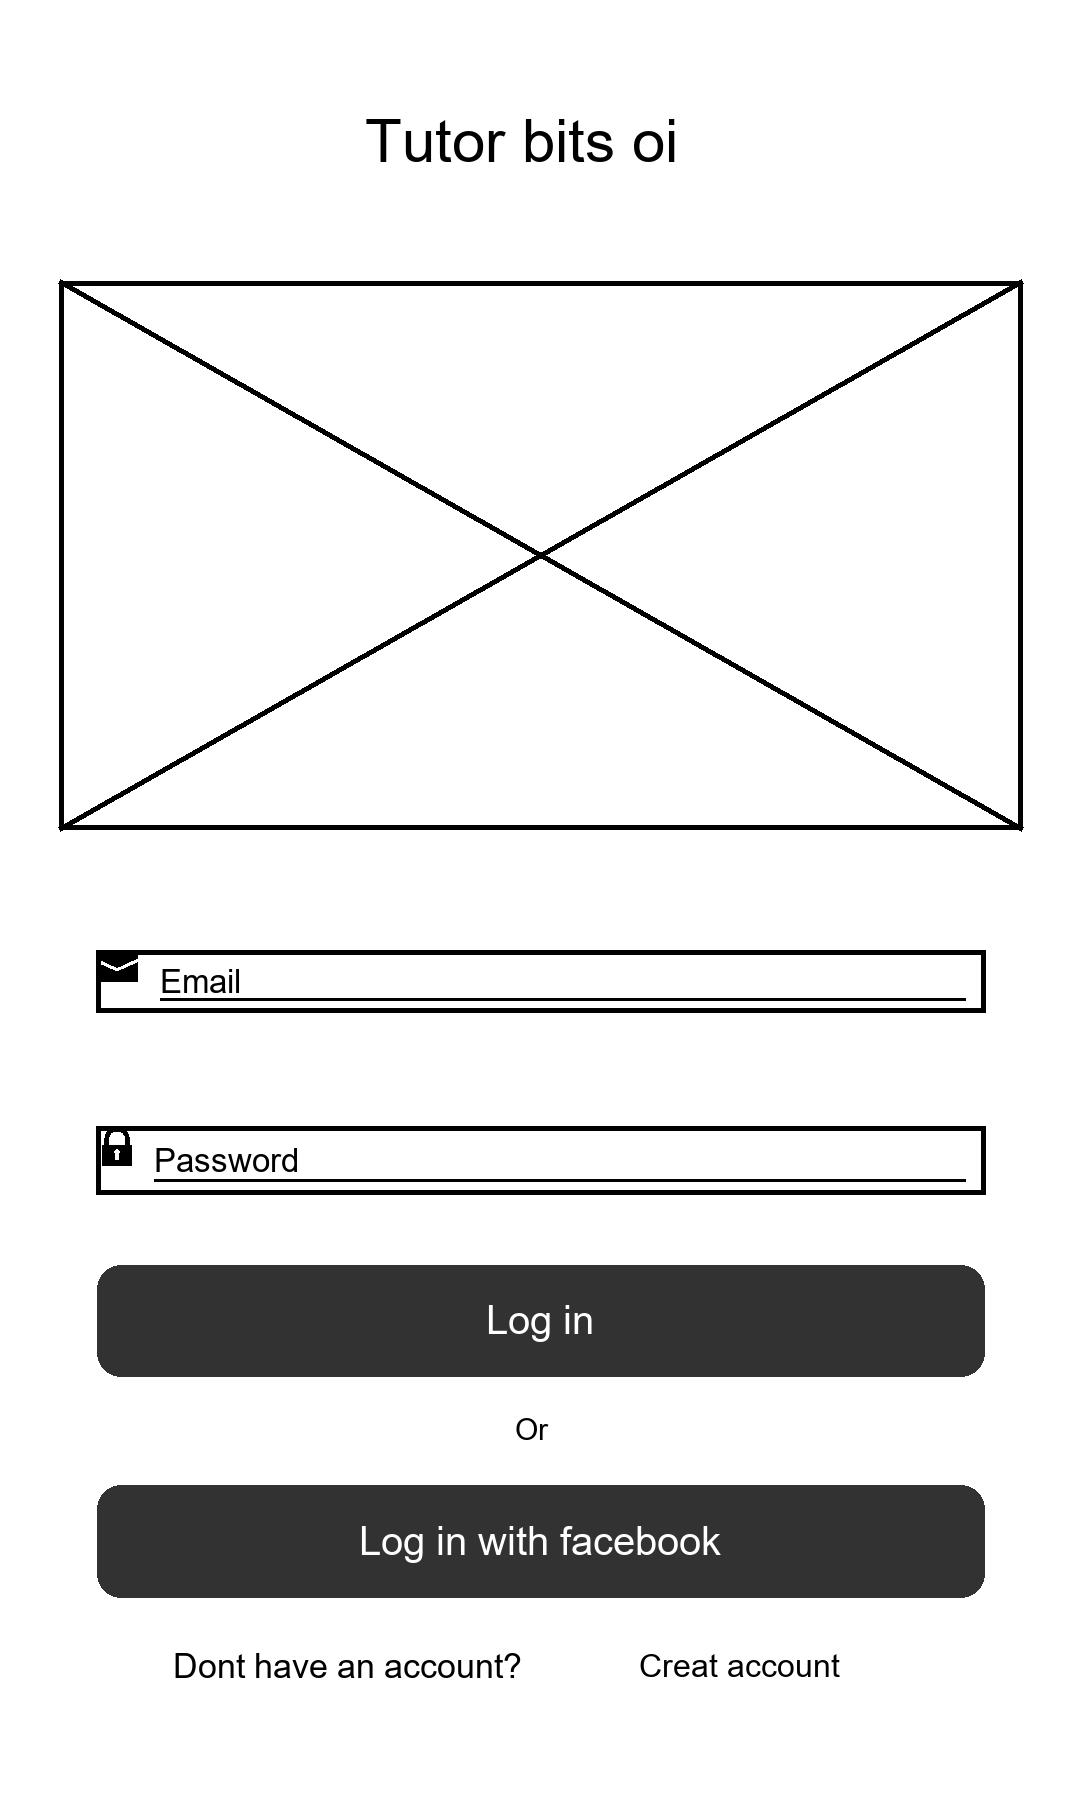 Tutor bits oi
Email
Password
Log in
Or
Log in with facebook
Dont have an account? Creat account